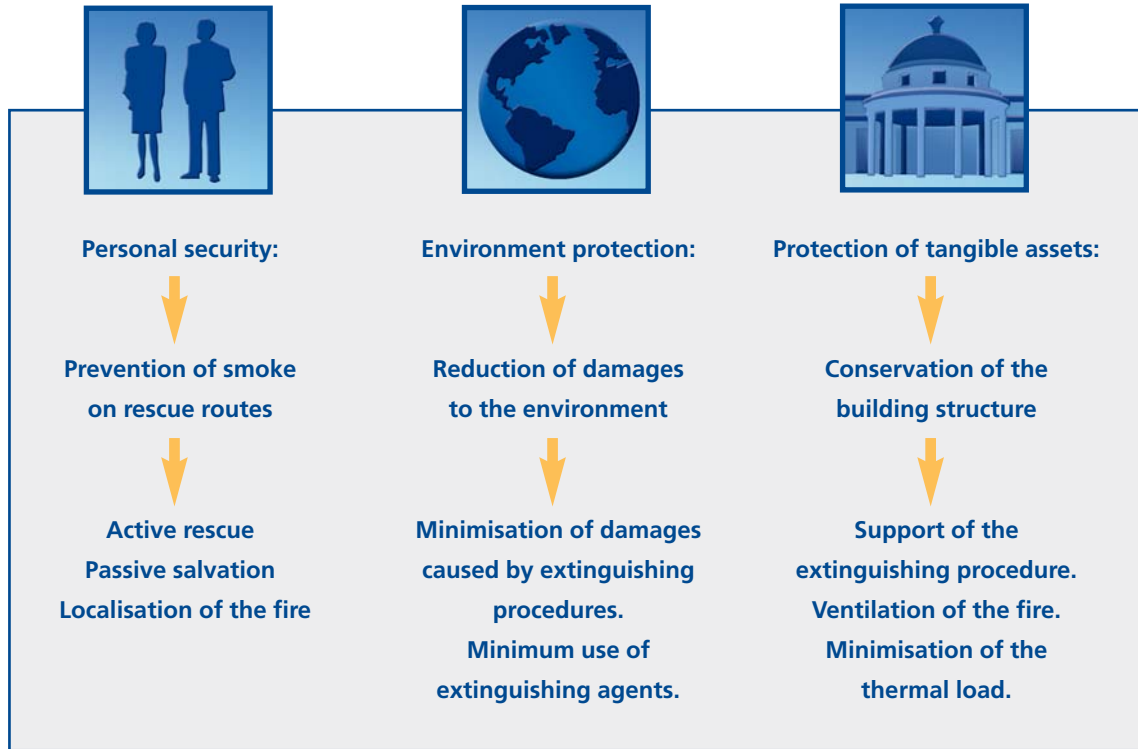 Personal security:
Prevention of smoke
on rescue routes
Active rescue
Passive salvation
Localisation of the fire
Environment protection:
Reduction of damages
to the environment
Minimisation of damages
caused by extinguishing
procedures.
Minimum use of
extinguishing agents.
Protection of tangible assets:
Conservation of the
building structure
Support of the
extinguishing procedure.
Ventilation of the fire.
Minimisation of the
thermal load.